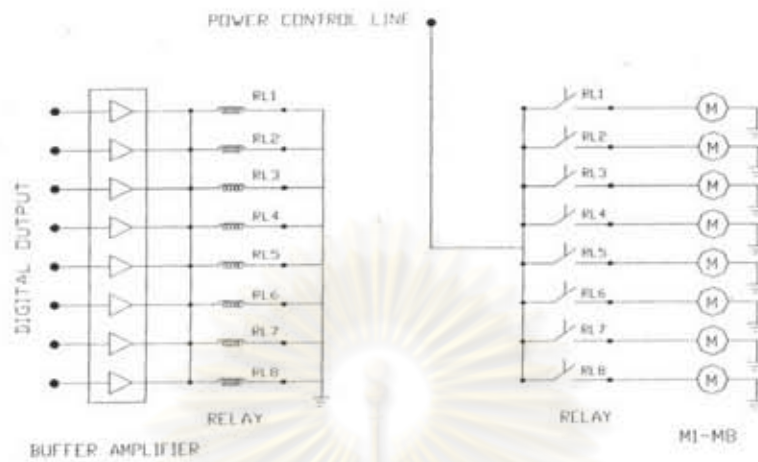 POWER CONTROL LINE
RL1
RL2
RL3
RL4
RL5
RL6
RL7
RL8
DIGITAL OUTPUT
RELAY
BUFFER AMPLIFIER
RL1
RL2
RL3
RL4
RL5
RL6
RL7
RL8
M
M
M
M
M
M
M
M
RELAY
M1-M8